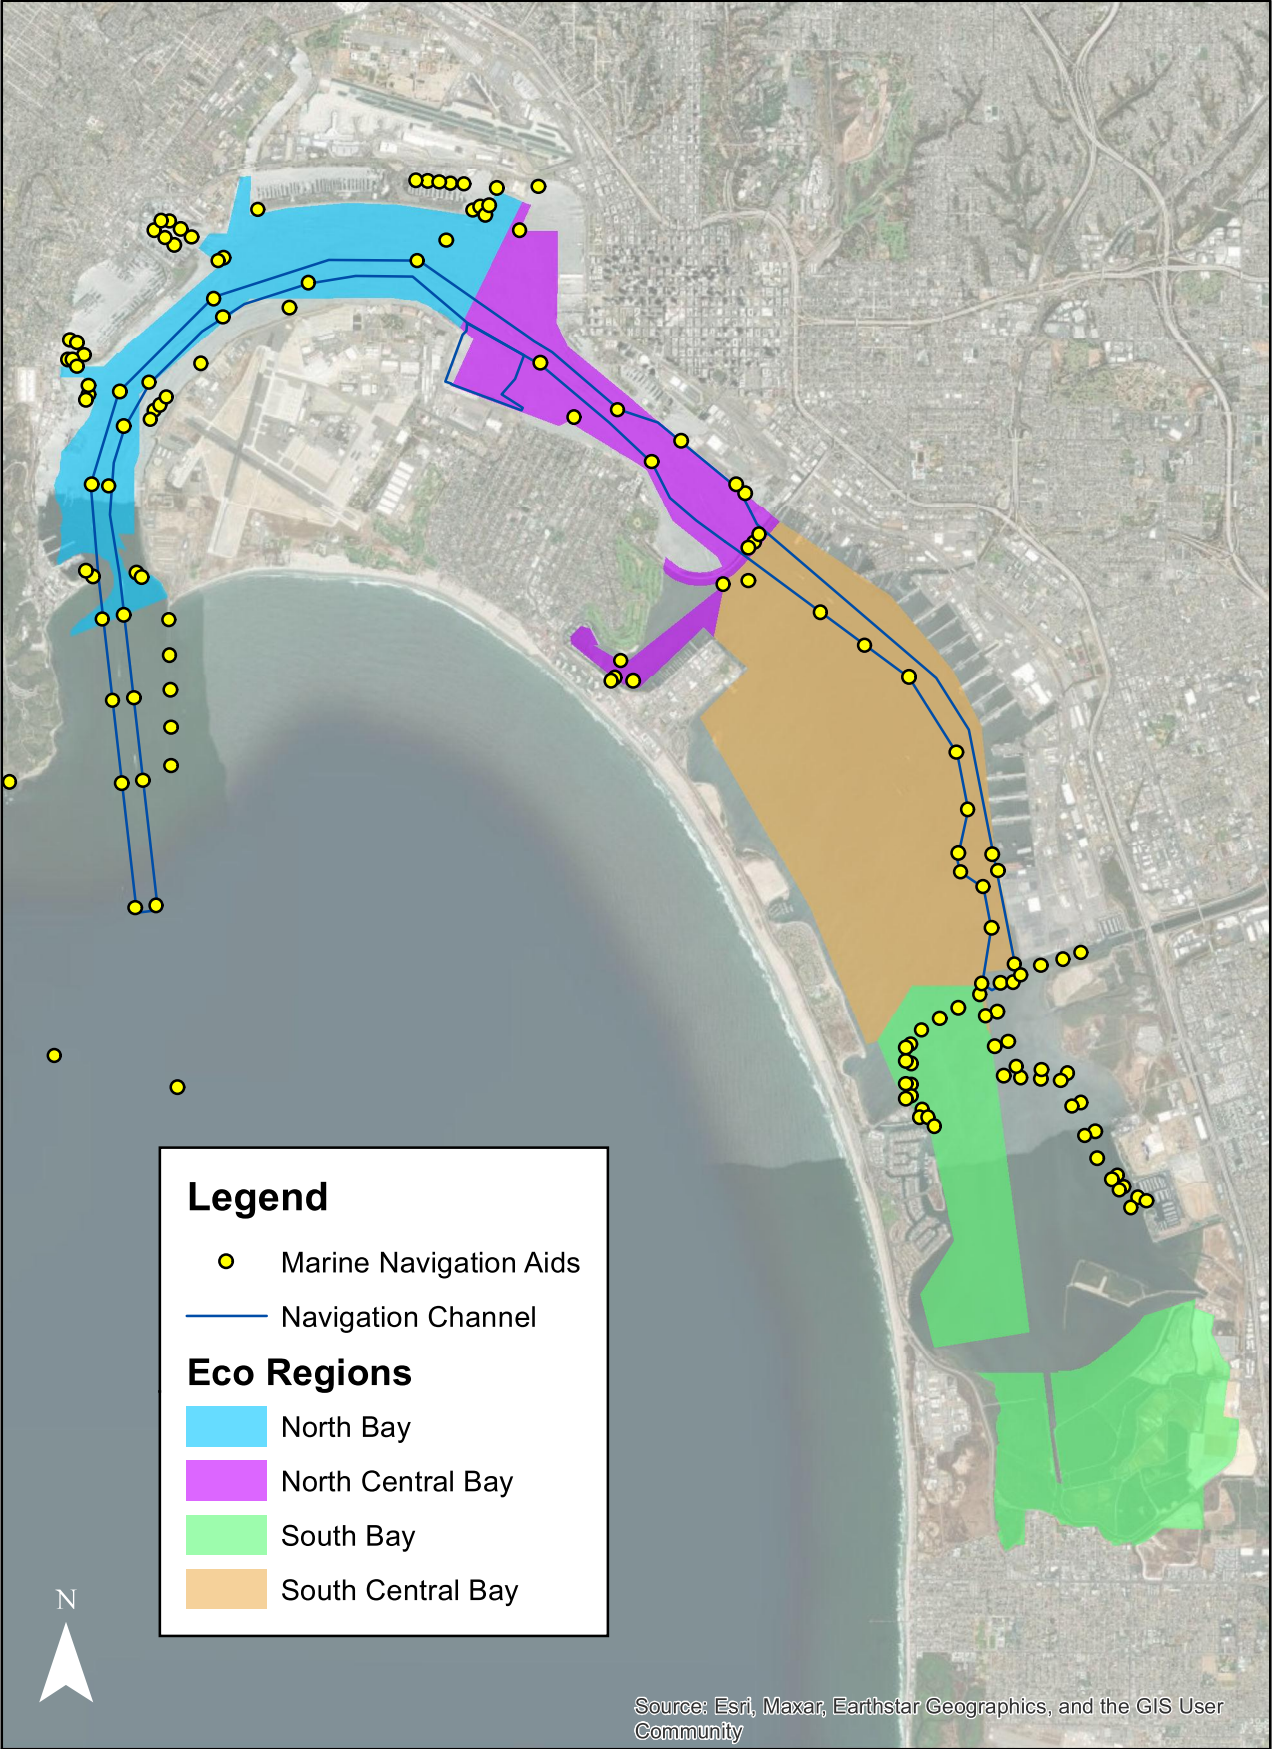 Legend
Marine Navigation Aids
Navigation Channel
Eco Regions
North Bay
North Central Bay
South Bay
South Central Bay
N
Source: Esri, Maxar, Earthstar Geographics, and the GIS User
Community